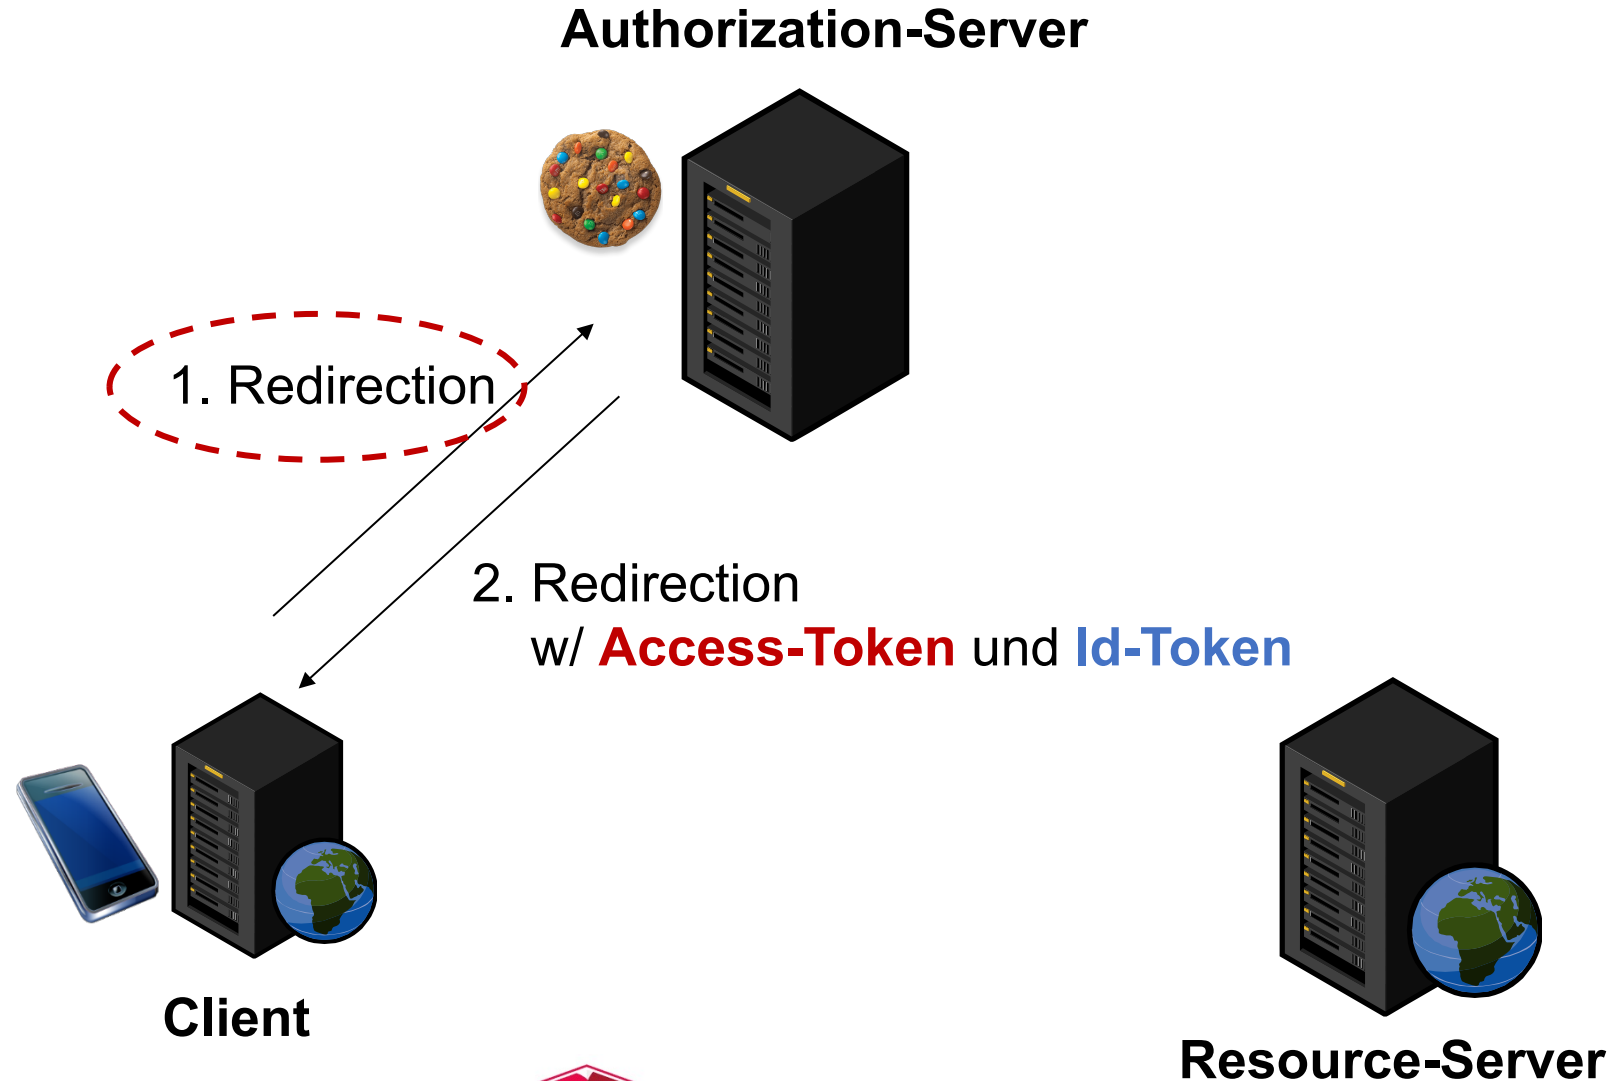 Authorization-Server
1. Redirection
2. Redirection
w/ Access-Token und Id-Token
Client
Resource-Server